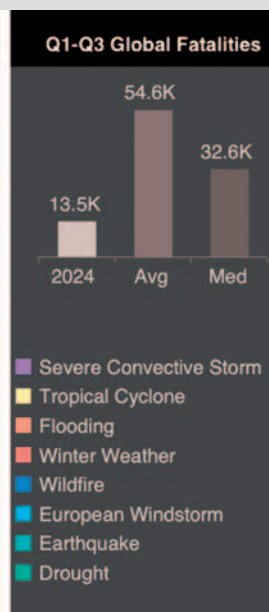 Q1-Q3 Global Fatalities
54.6K
32.6K
13.5K
2024 Avg Med
Severe Convective Storm
Tropical Cyclone
Flooding
Winter Weather
Wildfire
European Windstorm
Earthquake
Drought